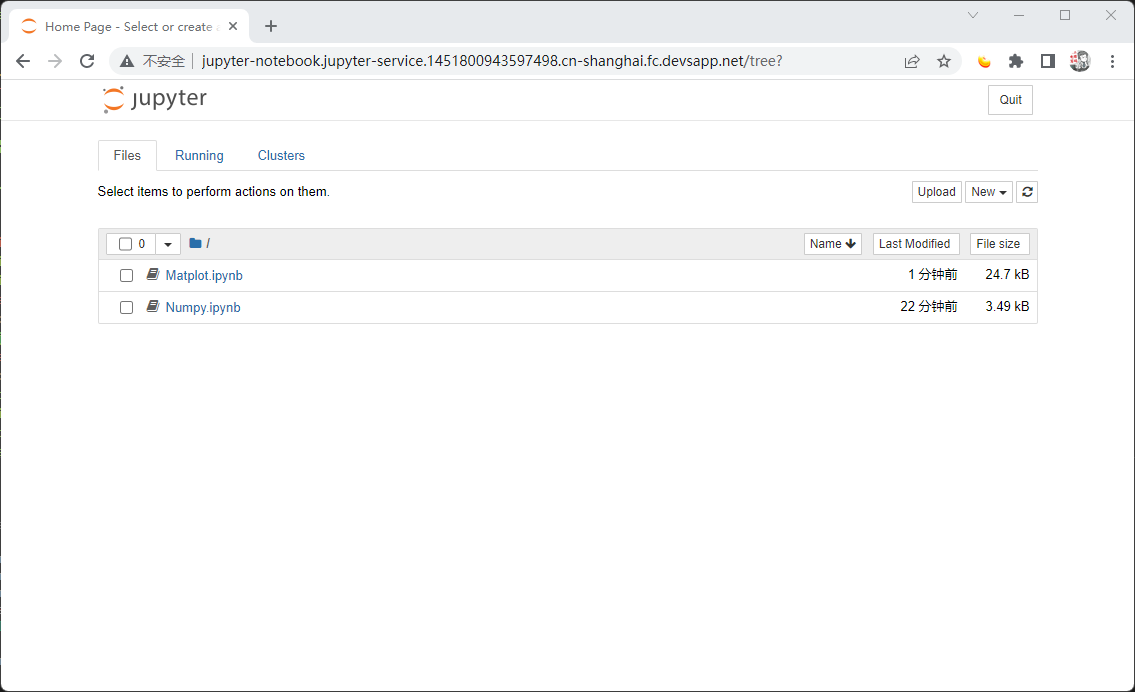 Home Page - Select or create a
不安全 jupyter-notebook.jupyter-service.1451800943597498.cn-shanghai.fc.devsapp.net/tree?
jupyter Quit
Files Running Clusters
Select items to perform actions on them. Upload New
0 / Name Last Modified File size
Matplot.ipynb 1 分钟前 24.7 kB
Numpy.ipynb 22 分钟前 3.49 kB